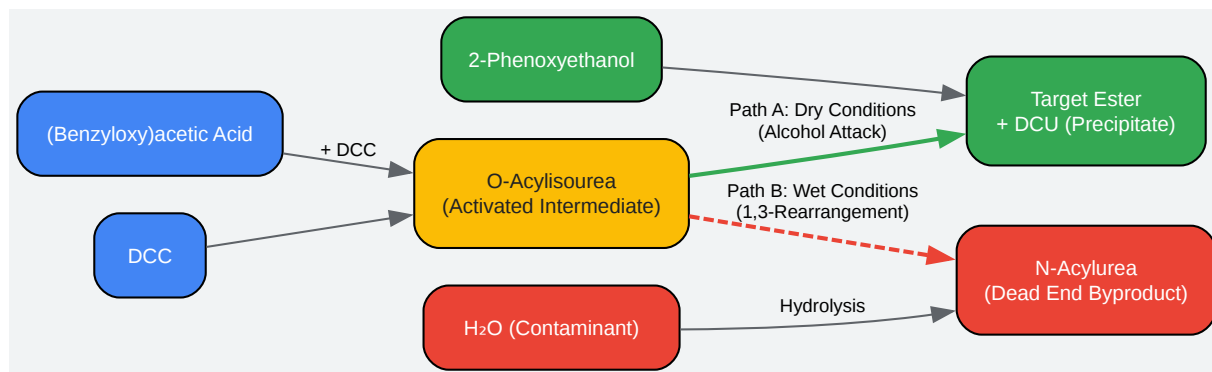 2-Phenoxyethanol
(Benzyloxy)acetic Acid
+ DCC
DCC
O-Acylisourea
(Activated Intermediate)
Path A: Dry Conditions
(Alcohol Attack)
Target Ester
+ DCU (Precipitate)
Path B: Wet Conditions
(1,3-Rearrangement)
H₂O (Contaminant)
Hydrolysis
N-Acylurea
(Dead End Byproduct)